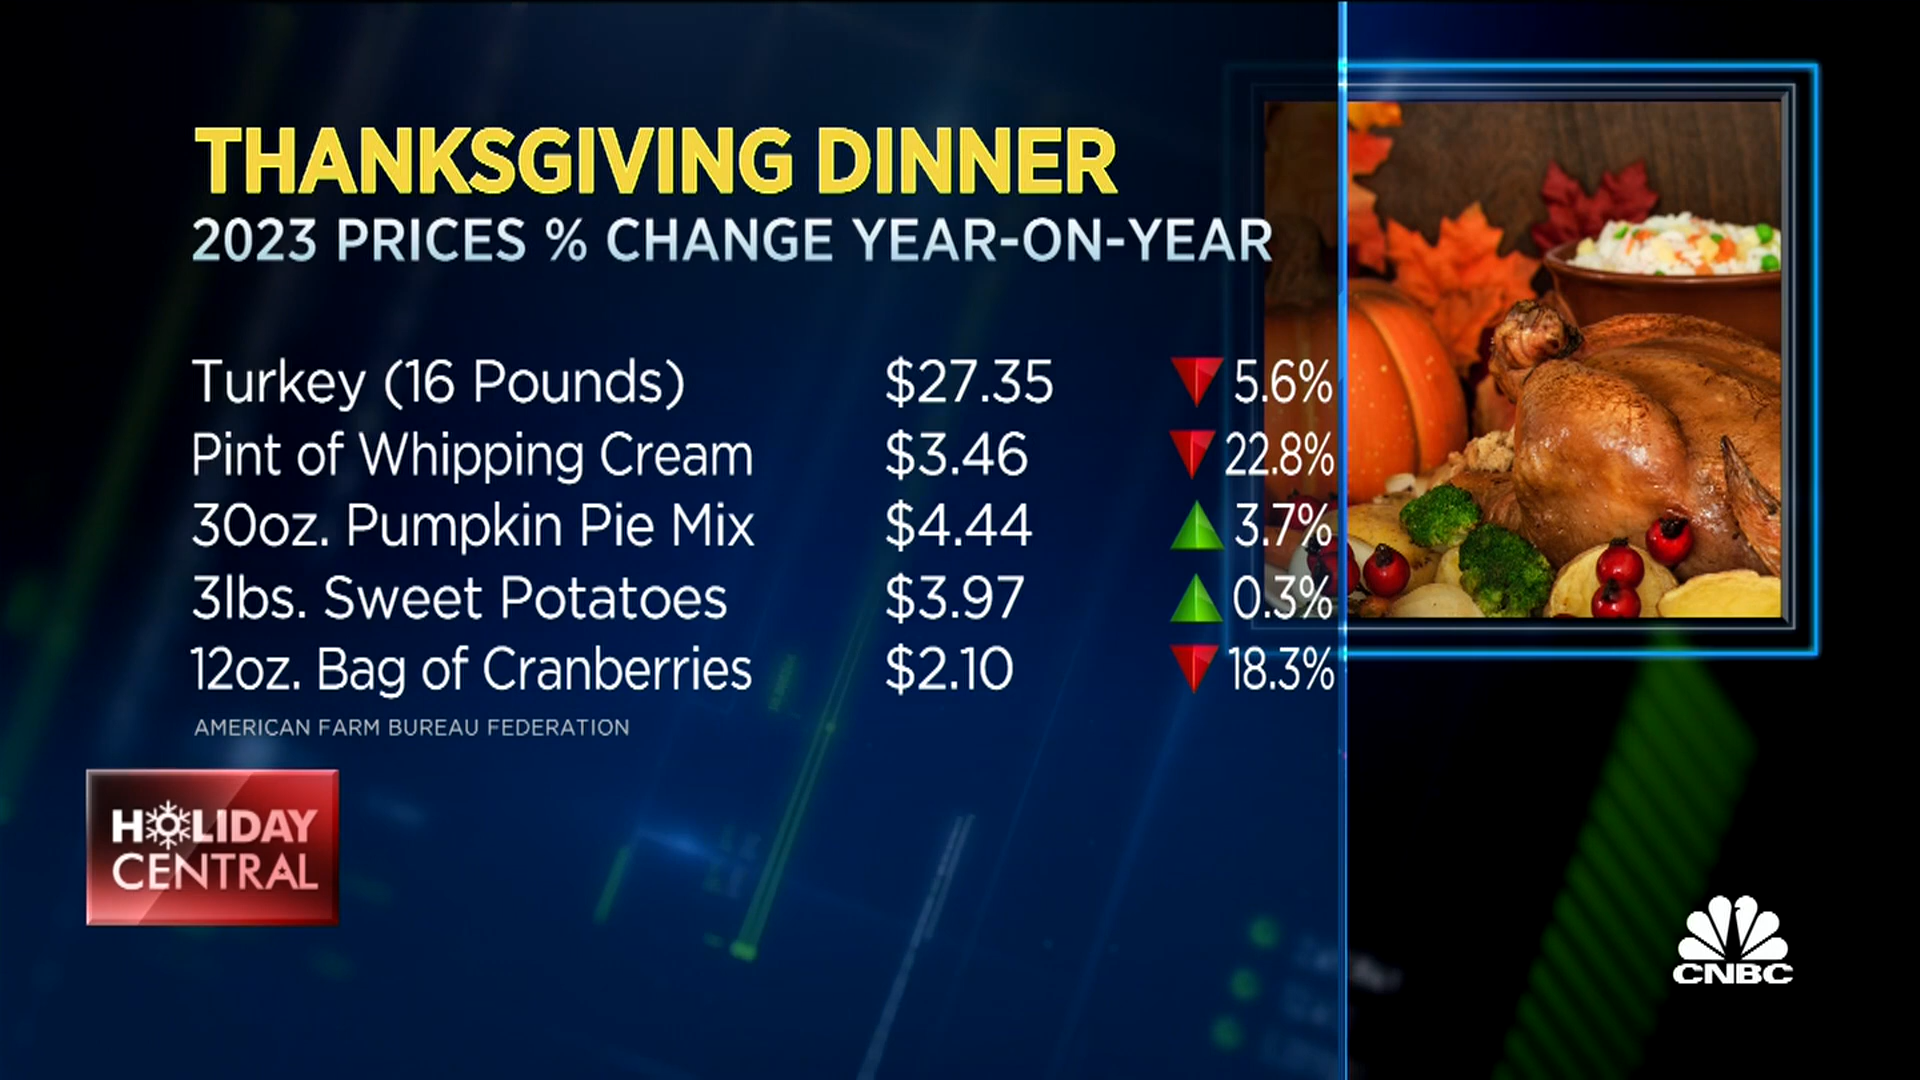 THANKSGIVING DINNER
2023 PRICES % CHANGE YEAR-ON-YEAR
Turkey (16 Pounds) $27.35 ▼ 5.6%
Pint of Whipping Cream $3.46 ▼ 22.8%
30oz. Pumpkin Pie Mix $4.44 ▲ 3.7%
3lbs. Sweet Potatoes $3.97 ▲ 0.3%
12oz. Bag of Cranberries $2.10 ▼ 18.3%
AMERICAN FARM BUREAU FEDERATION
HOLIDAY
CENTRAL
CNBC